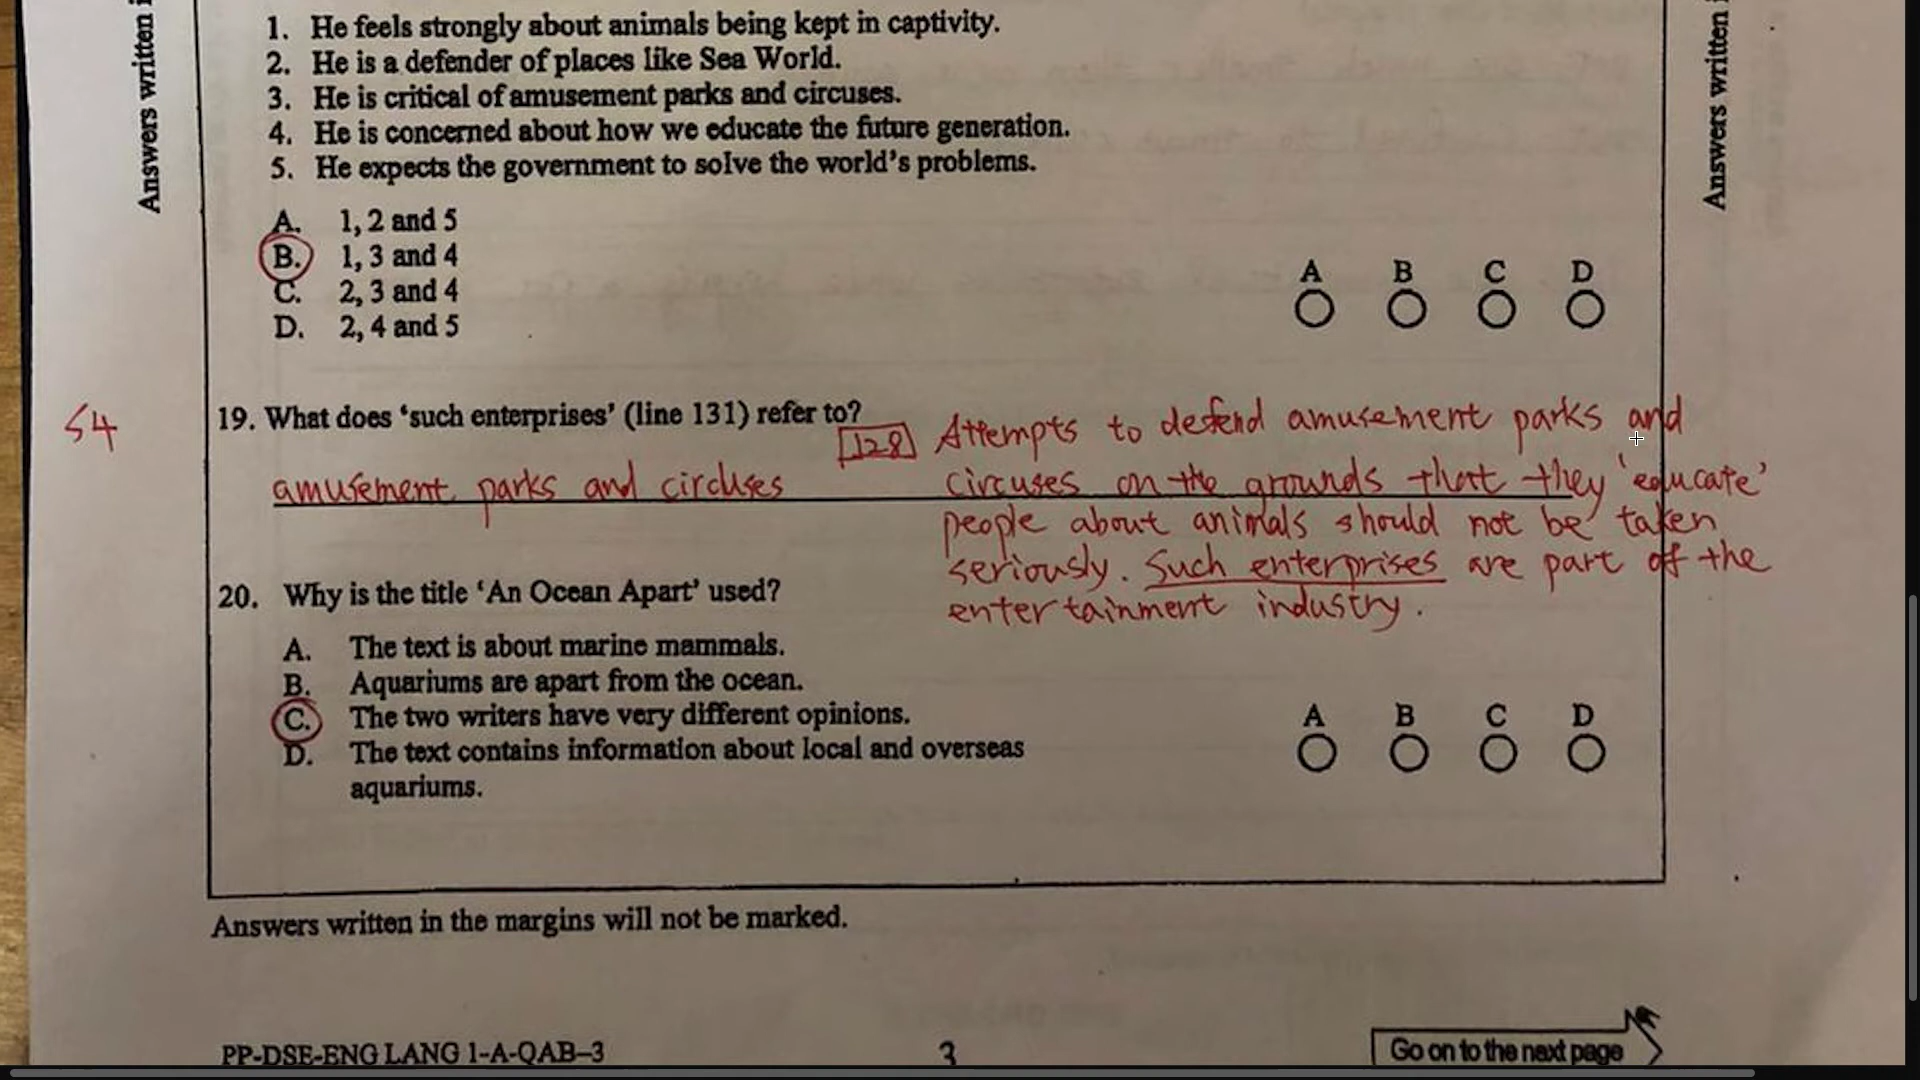 Answers written i
Answers written i
1. He feels strongly about animals being kept in captivity.
2. He is a defender of places like Sea World.
3. He is critical of amusement parks and circuses.
4. He is concerned about how we educate the future generation.
5. He expects the government to solve the world's problems.
A. 1, 2 and 5
B. 1, 3 and 4
C. 2, 3 and 4
D. 2, 4 and 5
A B C D
54
19. What does 'such enterprises' (line 131) refer to?
amusement parks and circuses
128 Attempts to defend amusement parks and
circuses on the grounds that they 'educate'
people about animals should not be taken
seriously. Such enterprises are part of the
entertainment industry.
20. Why is the title 'An Ocean Apart' used?
A. The text is about marine mammals.
B. Aquariums are apart from the ocean.
C. The two writers have very different opinions.
D. The text contains information about local and overseas
aquariums.
A B C D
Answers written in the margins will not be marked.
PP-DSE-ENG LANG 1-A-QAB–3
3
Go on to the next page